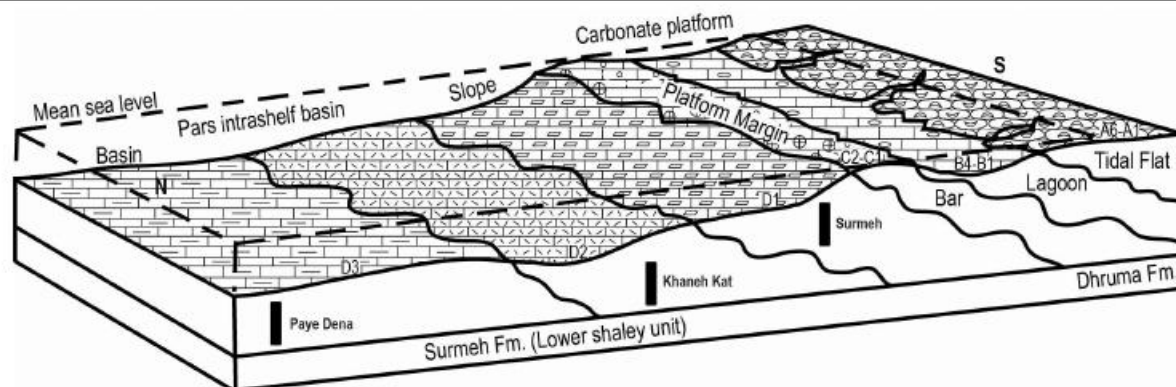 Carbonate platform
S
Mean sea level
Slope
Pars intrashelf basin
Platform Margin
A6-A1
Basin
C2-C1
B4-B1
Tidal Flat
N
Lagoon
D1
Bar
Surmeh
D2
D3
Khaneh Kat
Dhruma Fm.
Paye Dena
Surmeh Fm. (Lower shaley unit)